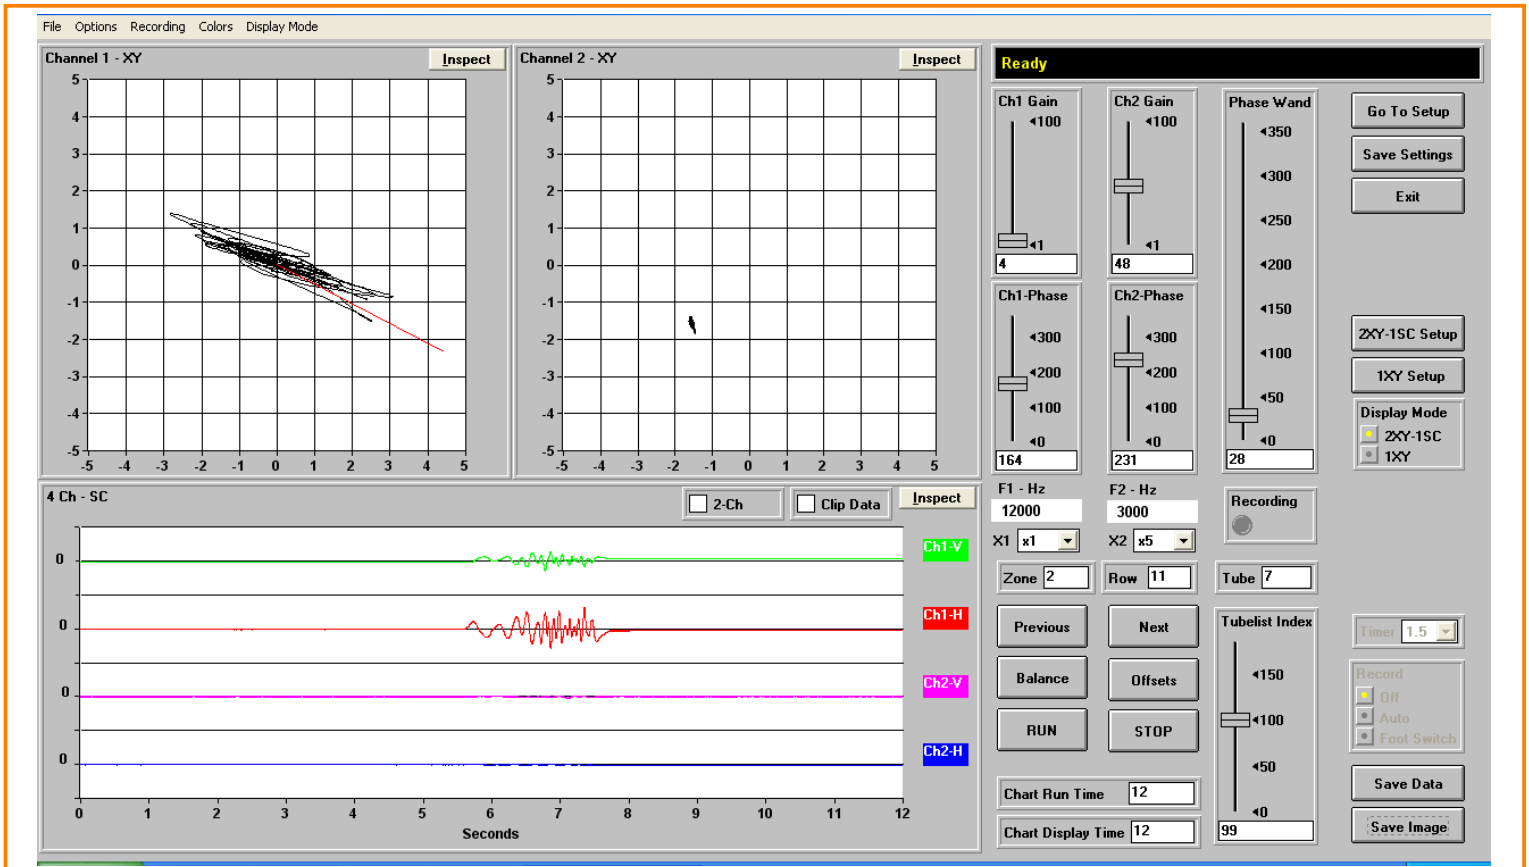 File Options Recording Colors Display Mode
Channel 1 - XY
Inspect
5
4
3
2
1
0
-1
-2
-3
-4
-5
-5 -4 -3 -2 -1 0 1 2 3 4 5
Channel 2 - XY
Inspect
5
4
3
2
1
0
-1
-2
-3
-4
-5
-5 -4 -3 -2 -1 0 1 2 3 4 5
4 Ch - SC
2-Ch
Clip Data
Inspect
0
Ch1-V
0
Ch1-H
0
Ch2-V
0
Ch2-H
0 1 2 3 4 5 6 7 8 9 10 11 12
Seconds
Ready
Ch1 Gain
100
1
4
Ch2 Gain
100
1
48
Phase Wand
350
300
250
200
150
100
50
0
28
Ch1-Phase
300
200
100
0
164
Ch2-Phase
300
200
100
0
231
Go To Setup
Save Settings
Exit
2XY-1SC Setup
1XY Setup
Display Mode
2XY-1SC
1XY
F1 - Hz
12000
F2 - Hz
3000
Recording
X1 x1
X2 x5
Zone 2
Row 11
Tube 7
Previous
Next
Balance
Offsets
RUN
STOP
Tubelist Index
150
100
50
0
99
Timer 1.5
Record
Off
Auto
Foot Switch
Chart Run Time 12
Chart Display Time 12
Save Data
Save Image